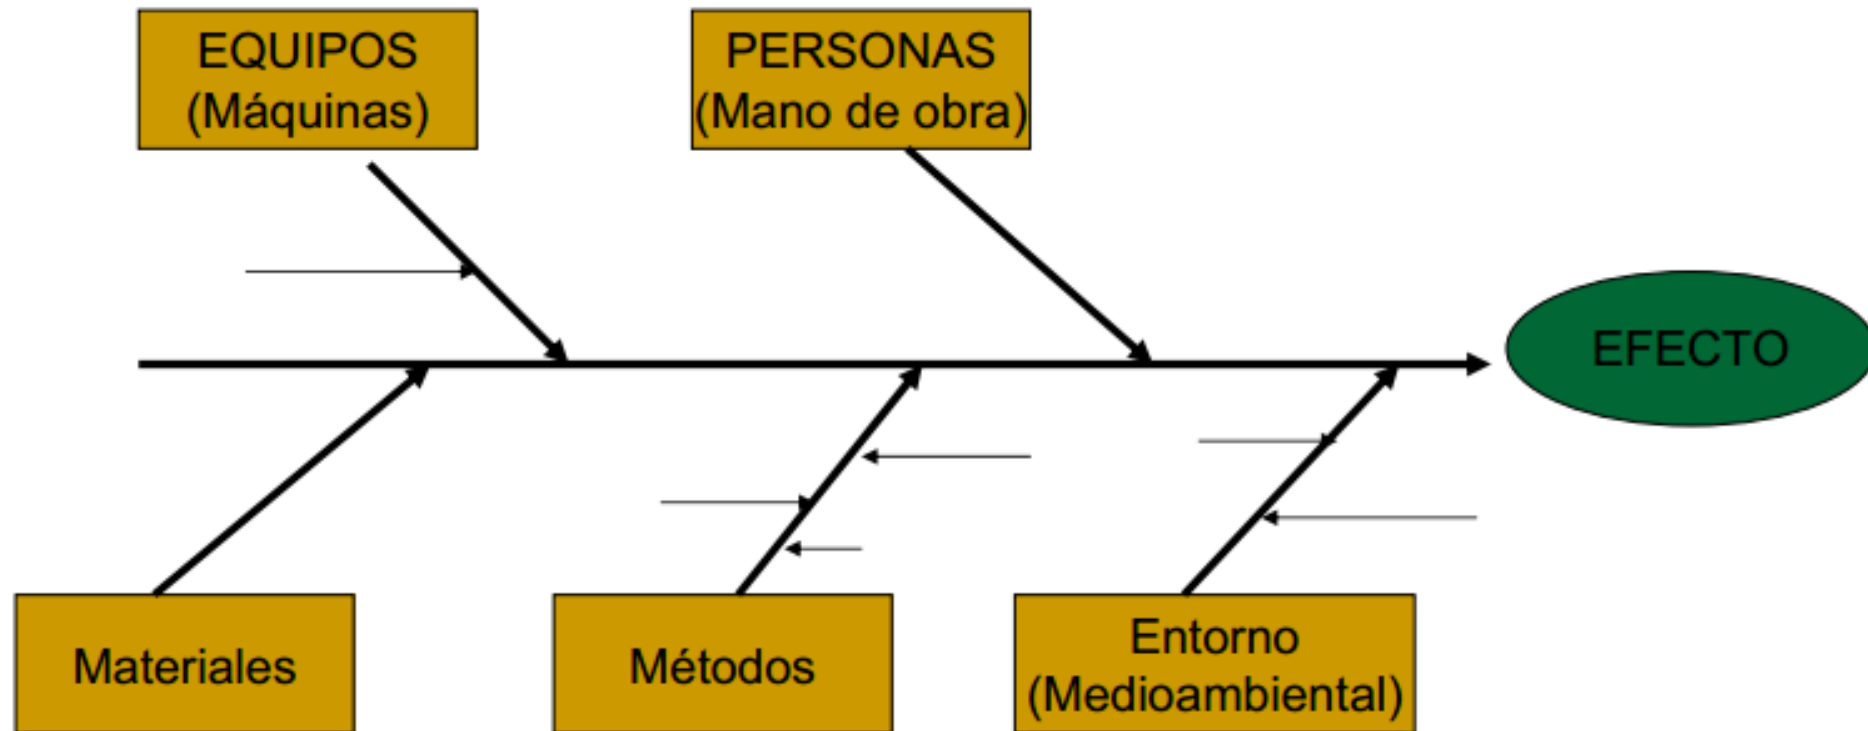 EQUIPOS
(Máquinas)
PERSONAS
(Mano de obra)
EFECTO
Materiales
Métodos
Entorno
(Medioambiental)